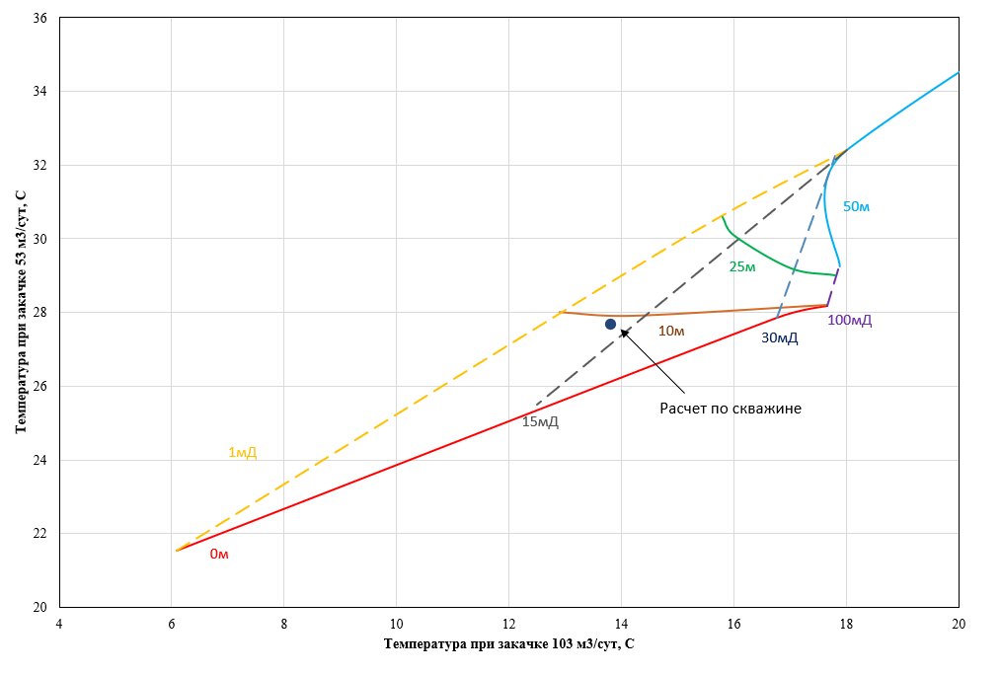 36
34
32
30
28
26
24
22
20
Температура при закачке 53 м3/сут, С
50м
25м
100мД
10м
30мД
Расчет по скважине
15мД
1мД
0м
4 6 8 10 12 14 16 18 20
Температура при закачке 103 м3/сут, С